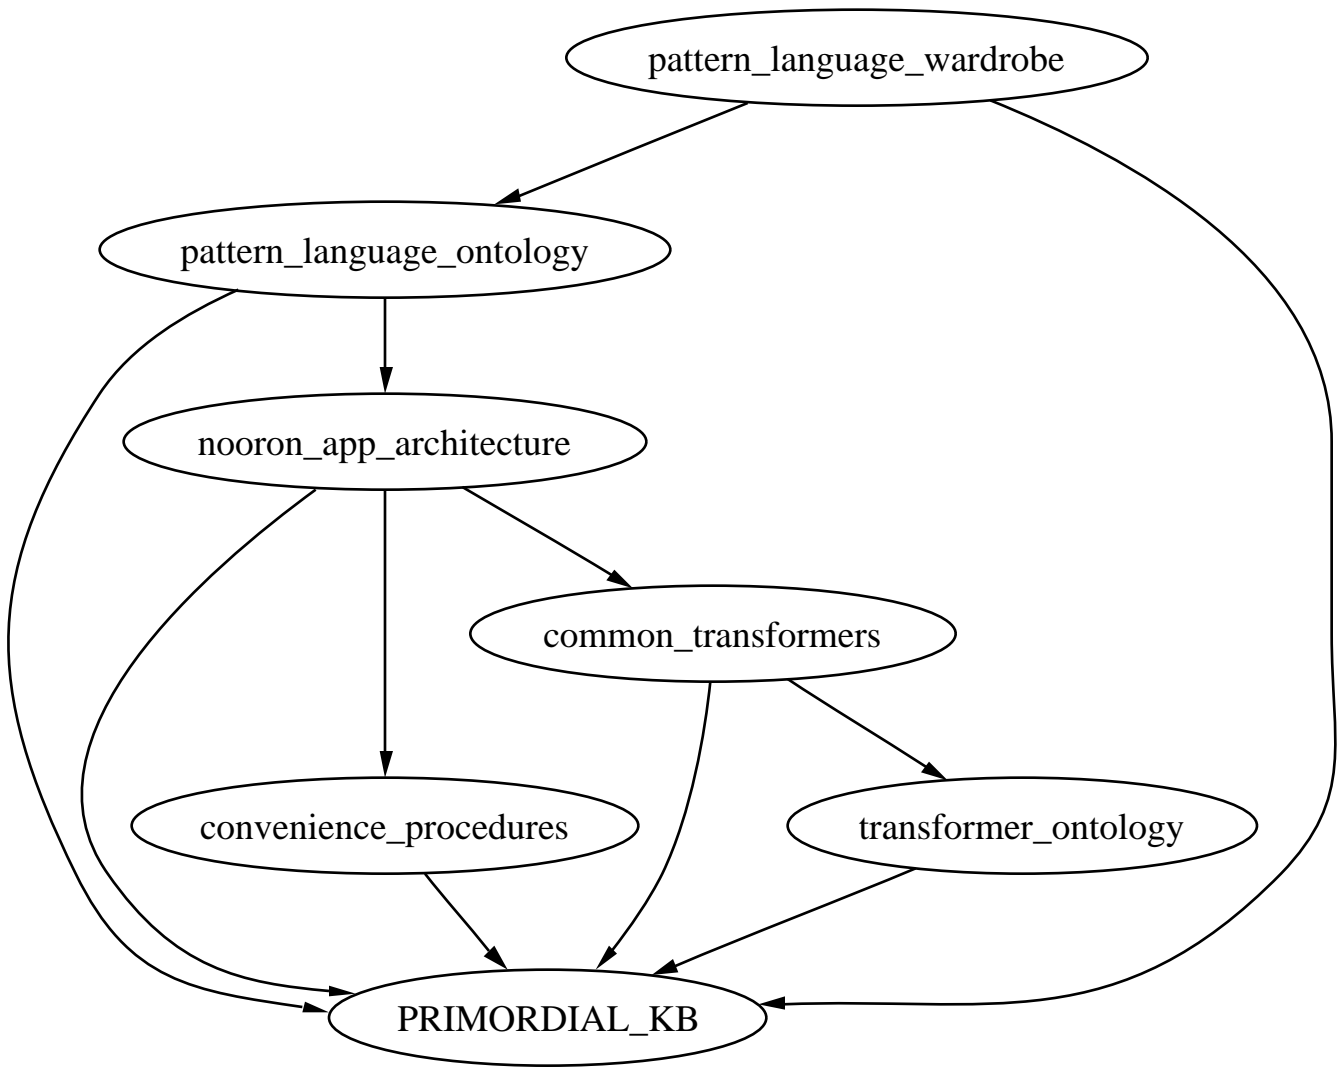 pattern_language_wardrobe
pattern_language_ontology
nooron_app_architecture
common_transformers
convenience_procedures
transformer_ontology
PRIMORDIAL_KB